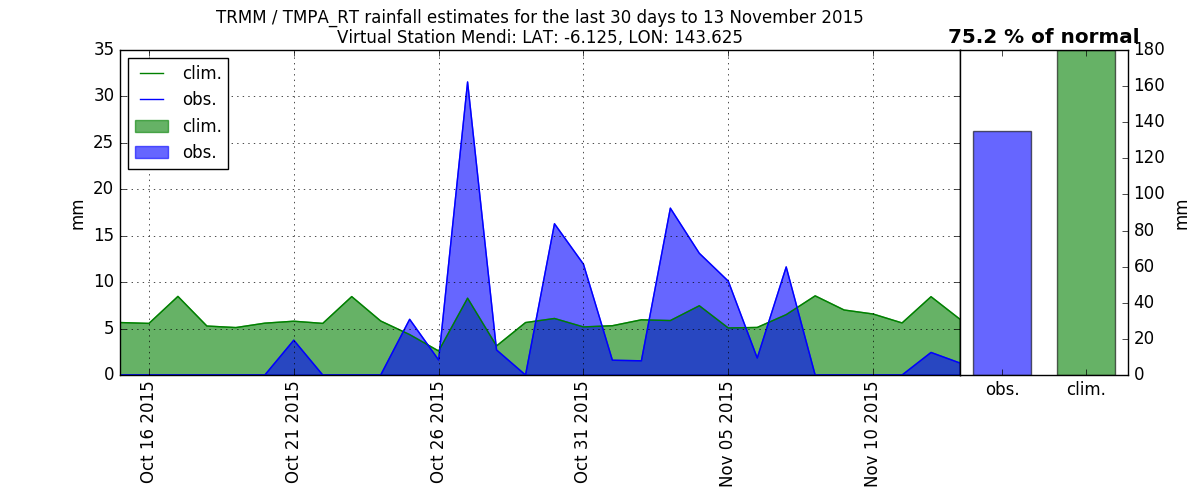 TRMM / TMPA_RT rainfall estimates for the last 30 days to 13 November 2015
Virtual Station Mendi: LAT: -6.125, LON: 143.625
75.2 % of normal
clim.
obs.
clim.
obs.
35
30
25
20
15
10
5
0
mm
Oct 16 2015
Oct 21 2015
Oct 26 2015
Oct 31 2015
Nov 05 2015
Nov 10 2015
180
160
140
120
100
80
60
40
20
0
mm
obs.
clim.